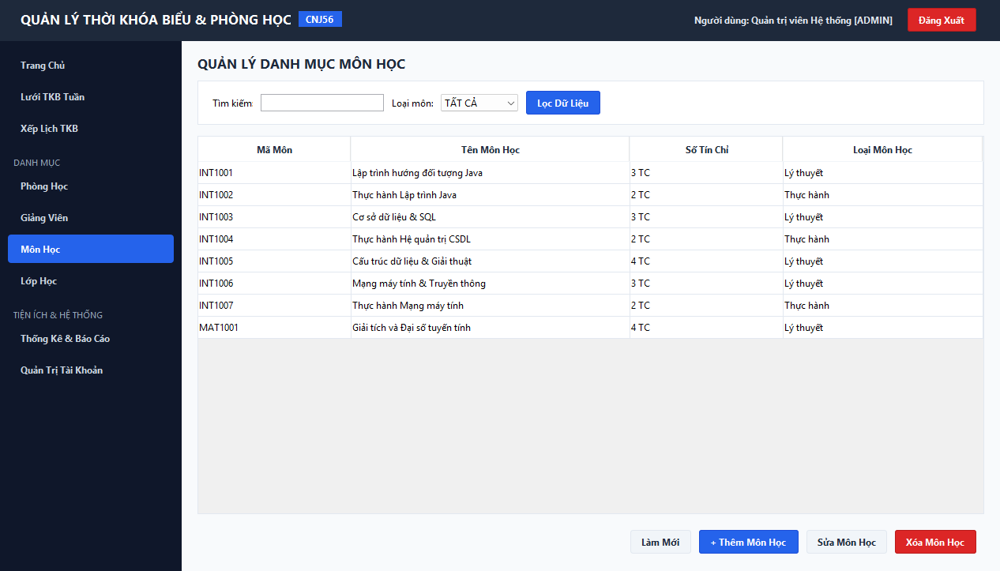 QUẢN LÝ THỜI KHÓA BIỂU & PHÒNG HỌC CNJ56 Người dùng: Quản trị viên Hệ thống [ADMIN] Đăng Xuất
Trang Chủ
Lưới TKB Tuần
Xếp Lịch TKB
DANH MỤC
Phòng Học
Giảng Viên
Môn Học
Lớp Học
TIỆN ÍCH & HỆ THỐNG
Thống Kê & Báo Cáo
Quản Trị Tài Khoản
QUẢN LÝ DANH MỤC MÔN HỌC
Tìm kiếm: Loại môn: TẤT CẢ Lọc Dữ Liệu
Mã Môn Tên Môn Học Số Tín Chỉ Loại Môn Học
INT1001 Lập trình hướng đối tượng Java 3 TC Lý thuyết
INT1002 Thực hành Lập trình Java 2 TC Thực hành
INT1003 Cơ sở dữ liệu & SQL 3 TC Lý thuyết
INT1004 Thực hành Hệ quản trị CSDL 2 TC Thực hành
INT1005 Cấu trúc dữ liệu & Giải thuật 4 TC Lý thuyết
INT1006 Mạng máy tính & Truyền thông 3 TC Lý thuyết
INT1007 Thực hành Mạng máy tính 2 TC Thực hành
MAT1001 Giải tích và Đại số tuyến tính 4 TC Lý thuyết
Làm Mới + Thêm Môn Học Sửa Môn Học Xóa Môn Học